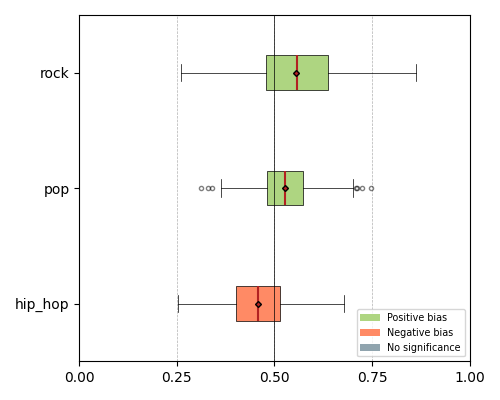 rock
pop
hip_hop
Positive bias
Negative bias
No significance
0.00 0.25 0.50 0.75 1.00